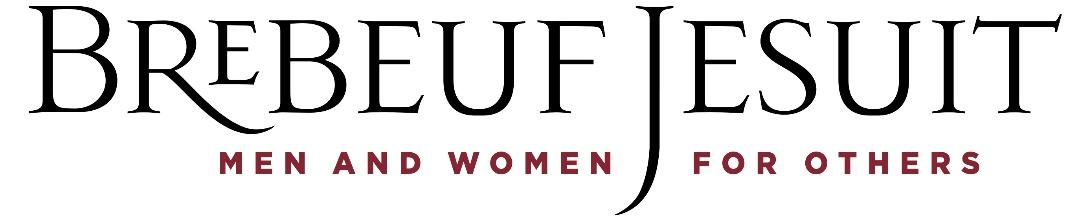 BREBEUF JESUIT
MEN AND WOMEN FOR OTHERS